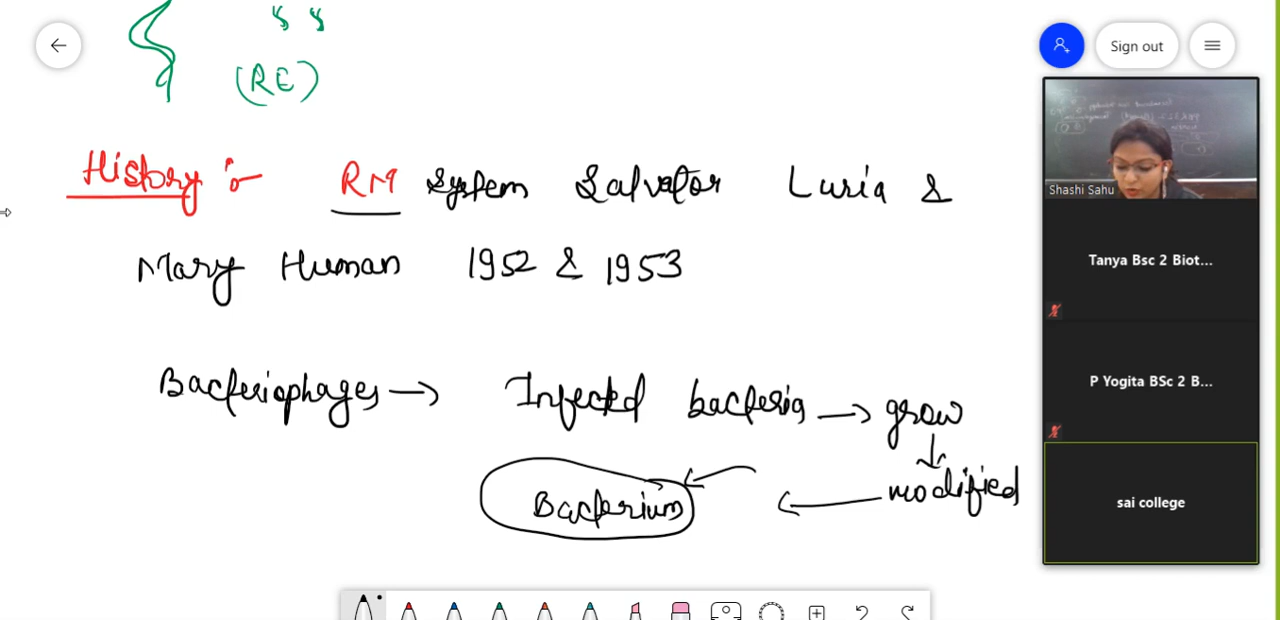 (RE)
Sign out
History :- RM System Salvator Luria &
Shashi Sahu
Mary Human 1952 & 1953
Tanya Bsc 2 Biot...
Bacteriophages → Infected bacteria → grow
P Yogita BSc 2 B...
↓
modified
Bacterium ← ←
sai college